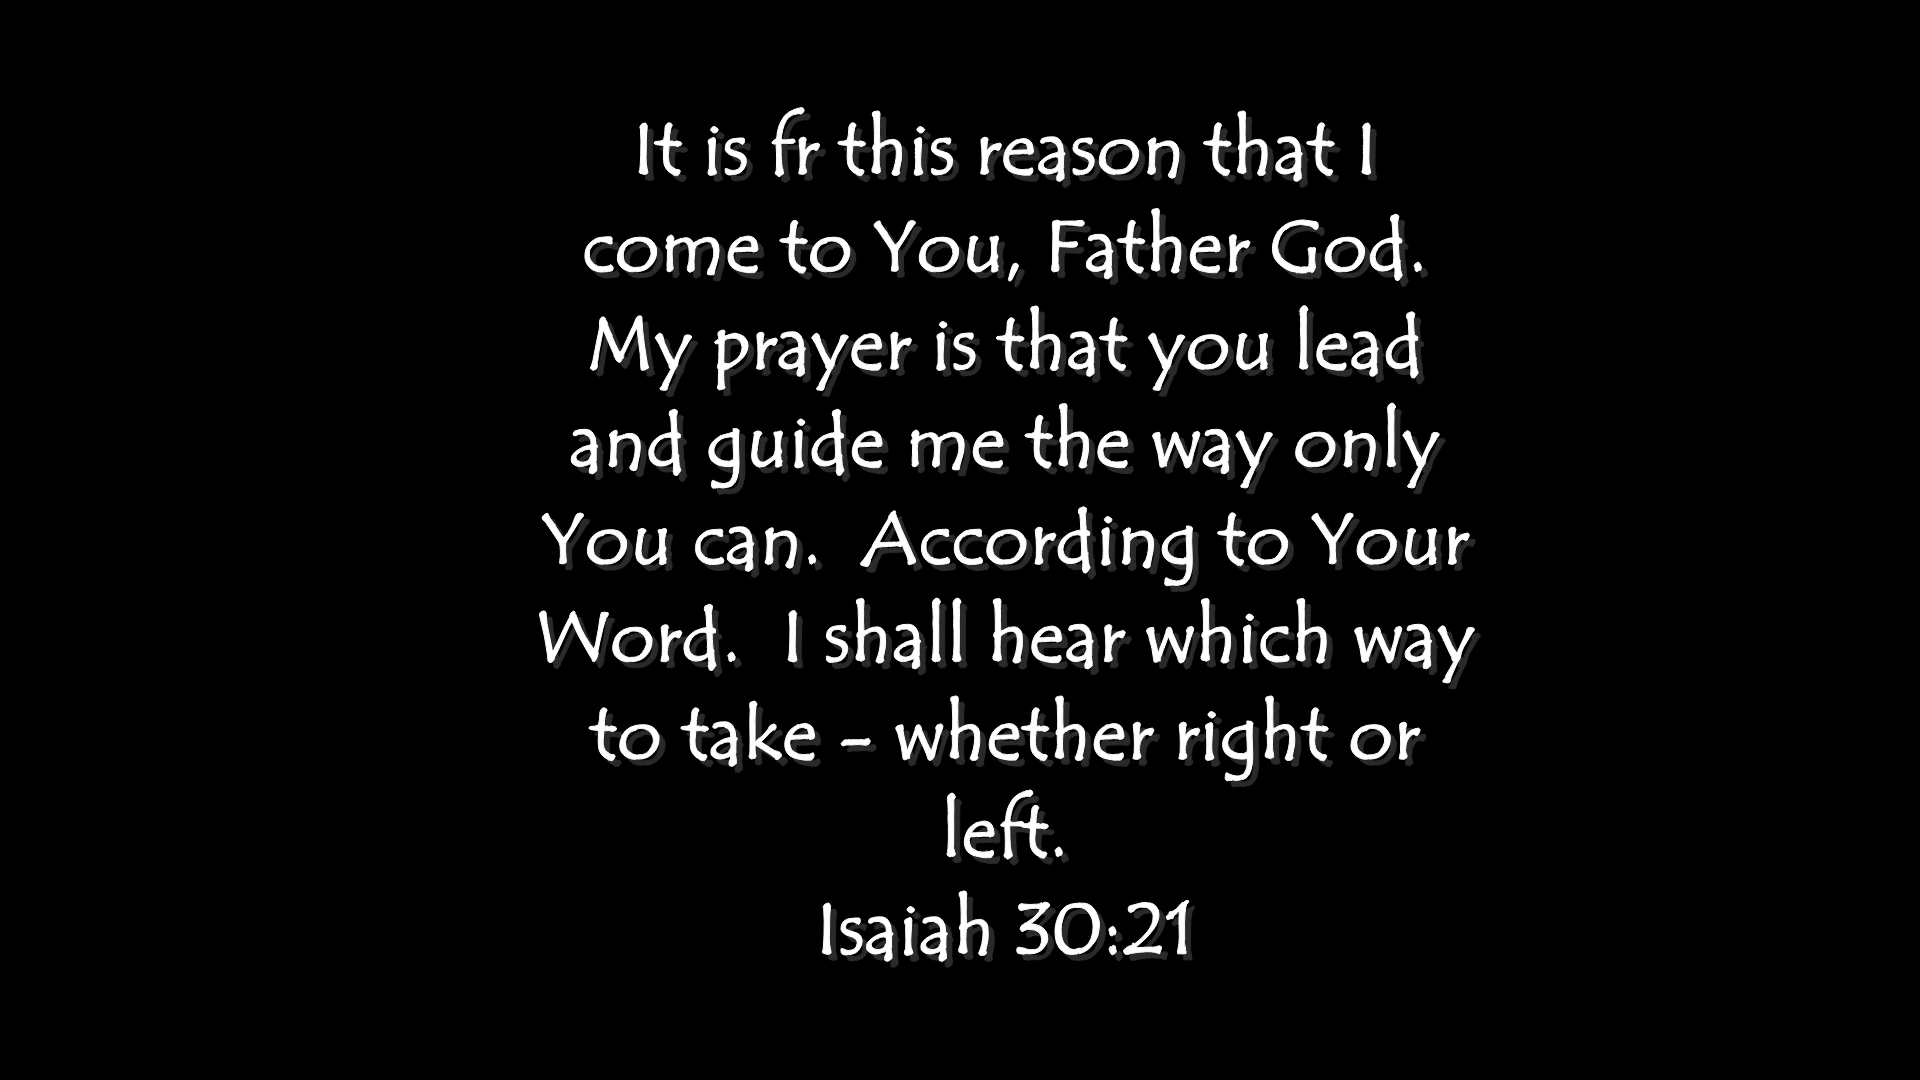 It is fr this reason that I
come to You, Father God.
My prayer is that you lead
and guide me the way only
You can.  According to Your
Word.  I shall hear which way
to take - whether right or
left.
Isaiah 30:21